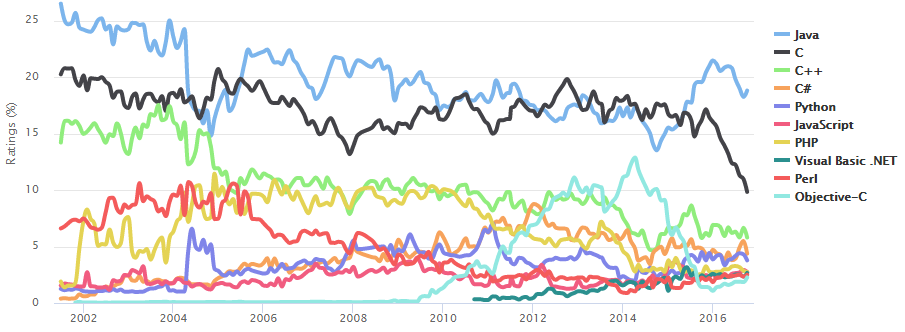 25
20
15
10
5
0
Ratings (%)
2002 2004 2006 2008 2010 2012 2014 2016
Java
C
C++
C#
Python
JavaScript
PHP
Visual Basic .NET
Perl
Objective-C